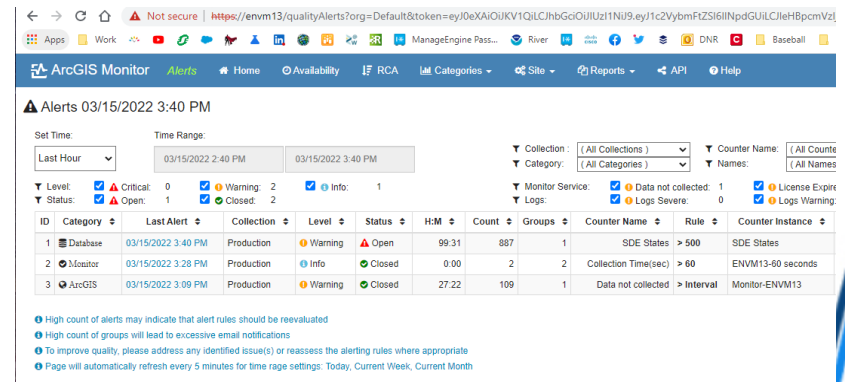 Not secure | https://envm13/qualityAlerts?org=Default&token=eyJ0eXAiOiJKV1QiLCJhbGciOiJIUzI1NiJ9.eyJ1c2VybmFtZSI6IlNpdGUiLCJleHBpcmVzI
Apps Work ManageEngine Pass... River DNR Baseball
ArcGIS Monitor Alerts Home Availability RCA Categories Site Reports API Help
Alerts 03/15/2022 3:40 PM
Set Time: Time Range:
Last Hour 03/15/2022 2:40 PM 03/15/2022 3:40 PM
Collection : ( All Collections ) Counter Name: ( All Counte
Category: ( All Categories ) Names: ( All Names
Level: Critical: 0 Warning: 2 Info: 1 Monitor Service: Data not collected: 1 License Expire
Status: Open: 1 Closed: 2 Logs: Logs Severe: 0 Logs Warning:
ID Category Last Alert Collection Level Status H:M Count Groups Counter Name Rule Counter Instance
1 Database 03/15/2022 3:40 PM Production Warning Open 99:31 887 1 SDE States > 500 SDE States
2 Monitor 03/15/2022 3:28 PM Production Info Closed 0:00 2 2 Collection Time(sec) > 60 ENVM13-60 seconds
3 ArcGIS 03/15/2022 3:09 PM Production Warning Closed 27:22 109 1 Data not collected > Interval Monitor-ENVM13
High count of alerts may indicate that alert rules should be reevaluated
High count of groups will lead to excessive email notifications
To improve quality, please address any identified issue(s) or reassess the alerting rules where appropriate
Page will automatically refresh every 5 minutes for time rage settings: Today, Current Week, Current Month